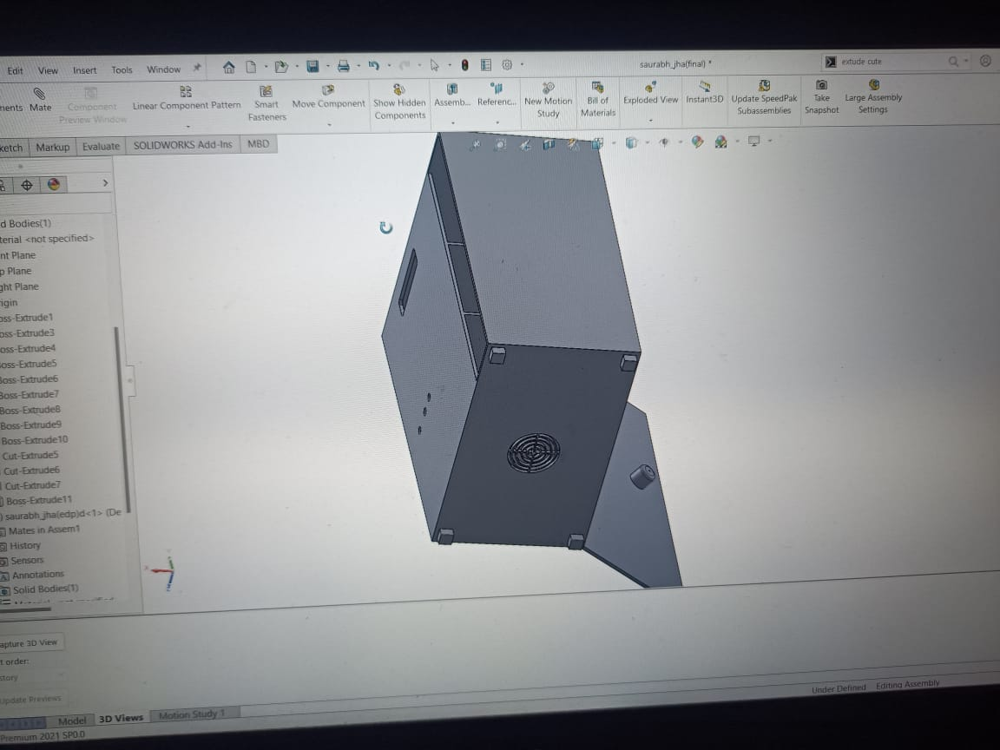 Edit View Insert Tools Window
saurabh_jha(final) *
extude cute
Mate
Component
Preview Window
Linear Component Pattern
Smart
Fasteners
Move Component
Show Hidden
Components
Assemb...
Referenc...
New Motion
Study
Bill of
Materials
Exploded View
Instant3D
Update SpeedPak
Subassemblies
Take
Snapshot
Large Assembly
Settings
Markup Evaluate SOLIDWORKS Add-Ins MBD
d Bodies(1)
terial <not specified>
nt Plane
p Plane
ght Plane
igin
oss-Extrude1
oss-Extrude3
oss-Extrude4
oss-Extrude5
Boss-Extrude6
Boss-Extrude7
Boss-Extrude8
Boss-Extrude9
Boss-Extrude10
Cut-Extrude5
Cut-Extrude6
Cut-Extrude7
Boss-Extrude11
saurabh_jha(edp)d<1> (De
Mates in Assem1
History
Sensors
Annotations
Solid Bodies(1)
apture 3D View
t order:
story
Update Previews
Under Defined Editing Assembly
Model 3D Views Motion Study 1
Premium 2021 SP0.0